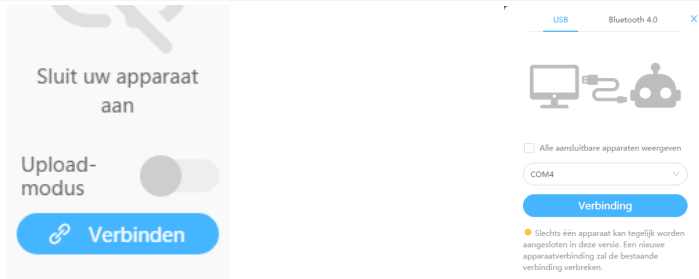 Sluit uw apparaat
aan
Upload-
modus
Verbinden
USB
Bluetooth 4.0
X
Alle aansluitbare apparaten weergeven
COM4
Verbinding
Slechts één apparaat kan tegelijk worden
aangesloten in deze versie. Een nieuwe
apparaatverbinding zal de bestaande
verbinding verbreken.